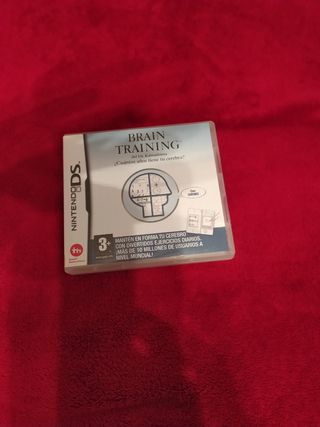 BRAIN
TRAINING
del Dr. Kawashima
¿Cuántos años tiene tu cerebro?
NINTENDO DS
3+
MANTÉN EN FORMA TU CEREBRO
CON DIVERTIDOS EJERCICIOS DIARIOS.
¡MÁS DE 10 MILLONES DE USUARIOS A
NIVEL MUNDIAL!